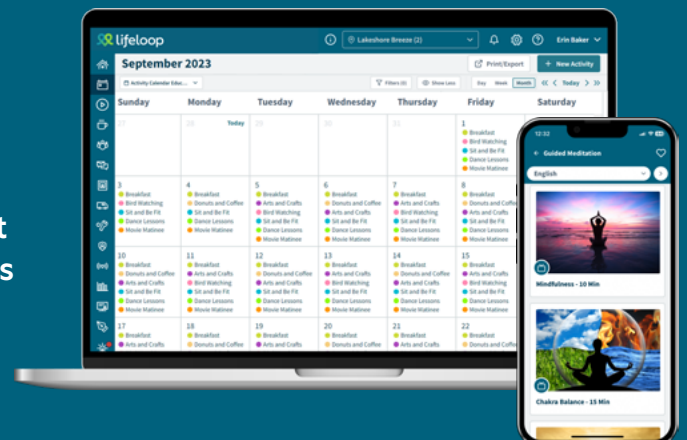 t
s
lifeloop
Lakeshore Breeze (2)
Erin Baker
September 2023
Print/Export
+ New Activity
Activity Calendar Educ...
Filters (0)
Show Less
Day Week Month
Today
Sunday Monday Tuesday Wednesday Thursday Friday Saturday
27 28 Today 29 30 31
1
Breakfast
Bird Watching
Sit and Be Fit
Dance Lessons
Movie Matinee
3
Breakfast
Bird Watching
Sit and Be Fit
Dance Lessons
Movie Matinee
4
Breakfast
Donuts and Coffee
Sit and Be Fit
Dance Lessons
Movie Matinee
5
Breakfast
Arts and Crafts
Bird Watching
Sit and Be Fit
Dance Lessons
Movie Matinee
6
Breakfast
Donuts and Coffee
Arts and Crafts
Sit and Be Fit
Dance Lessons
Movie Matinee
7
Breakfast
Arts and Crafts
Bird Watching
Sit and Be Fit
Dance Lessons
Movie Matinee
8
Breakfast
Donuts and Coff
Arts and Crafts
Sit and Be Fit
Dance Lessons
Movie Matinee
10
Breakfast
Donuts and Coffee
Arts and Crafts
Sit and Be Fit
Dance Lessons
Movie Matinee
11
Breakfast
Arts and Crafts
Bird Watching
Sit and Be Fit
Dance Lessons
Movie Matinee
12
Breakfast
Donuts and Coffee
Arts and Crafts
Sit and Be Fit
Dance Lessons
Movie Matinee
13
Breakfast
Arts and Crafts
Bird Watching
Sit and Be Fit
Dance Lessons
Movie Matinee
14
Breakfast
Donuts and Coffee
Arts and Crafts
Sit and Be Fit
Dance Lessons
Movie Matinee
15
Breakfast
Arts and Crafts
Bird Watching
Sit and Be Fit
Dance Lessons
Movie Matinee
17
Breakfast
Arts and Crafts
18
Breakfast
Donuts and Coffee
19
Breakfast
Arts and Crafts
20
Breakfast
Donuts and Coffee
21
Breakfast
Arts and Crafts
22
Breakfast
Donuts and Coff
12:32
Guided Meditation
English
Mindfulness - 10 Min
Chakra Balance - 15 Min